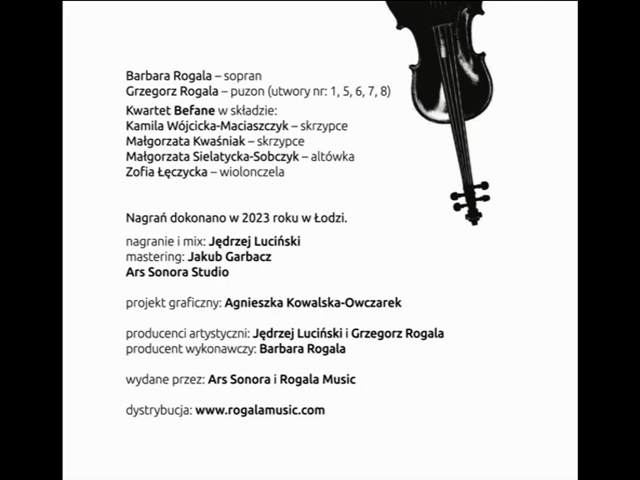 Barbara Rogala – sopran
Grzegorz Rogala – puzon (utwory nr: 1, 5, 6, 7, 8)
Kwartet Befane w składzie:
Kamila Wójcicka-Maciaszczyk – skrzypce
Małgorzata Kwaśniak – skrzypce
Małgorzata Sielatycka-Sobczyk – altówka
Zofia Łęczycka – wiolonczela
Nagrań dokonano w 2023 roku w Łodzi.
nagranie i mix: Jędrzej Luciński
mastering: Jakub Garbacz
Ars Sonora Studio
projekt graficzny: Agnieszka Kowalska-Owczarek
producenci artystyczni: Jędrzej Luciński i Grzegorz Rogala
producent wykonawczy: Barbara Rogala
wydane przez: Ars Sonora i Rogala Music
dystrybucja: www.rogalamusic.com